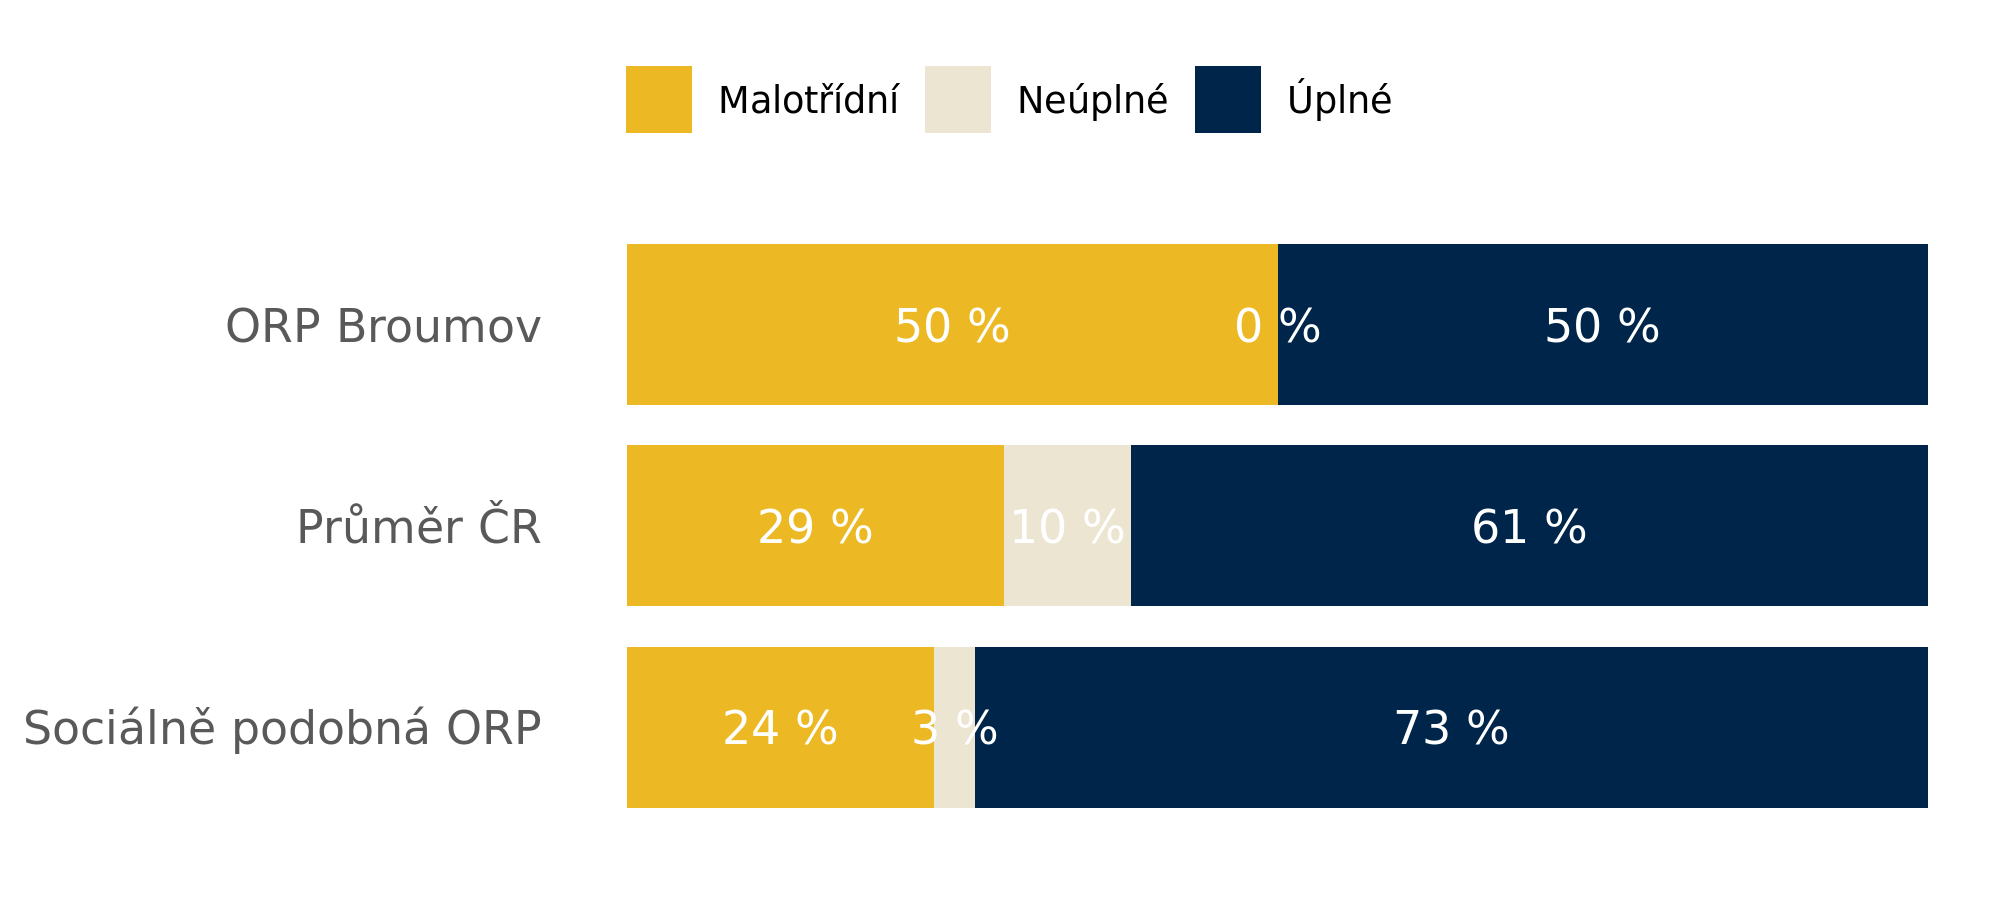 Malotřídní Neúplné Úplné
ORP Broumov 50 % 0 % 50 %
Průměr ČR 29 % 10 % 61 %
Sociálně podobná ORP 24 % 3 % 73 %